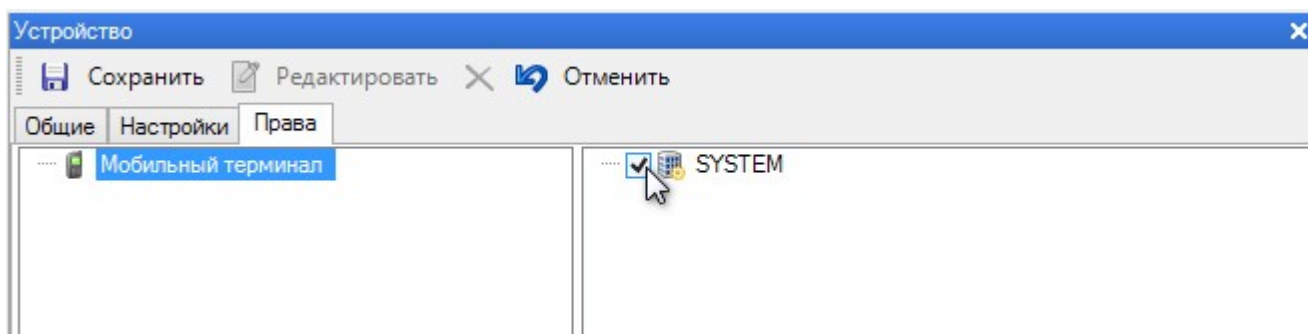 Устройство
Сохранить Редактировать Отменить
Общие Настройки Права
Мобильный терминал
SYSTEM